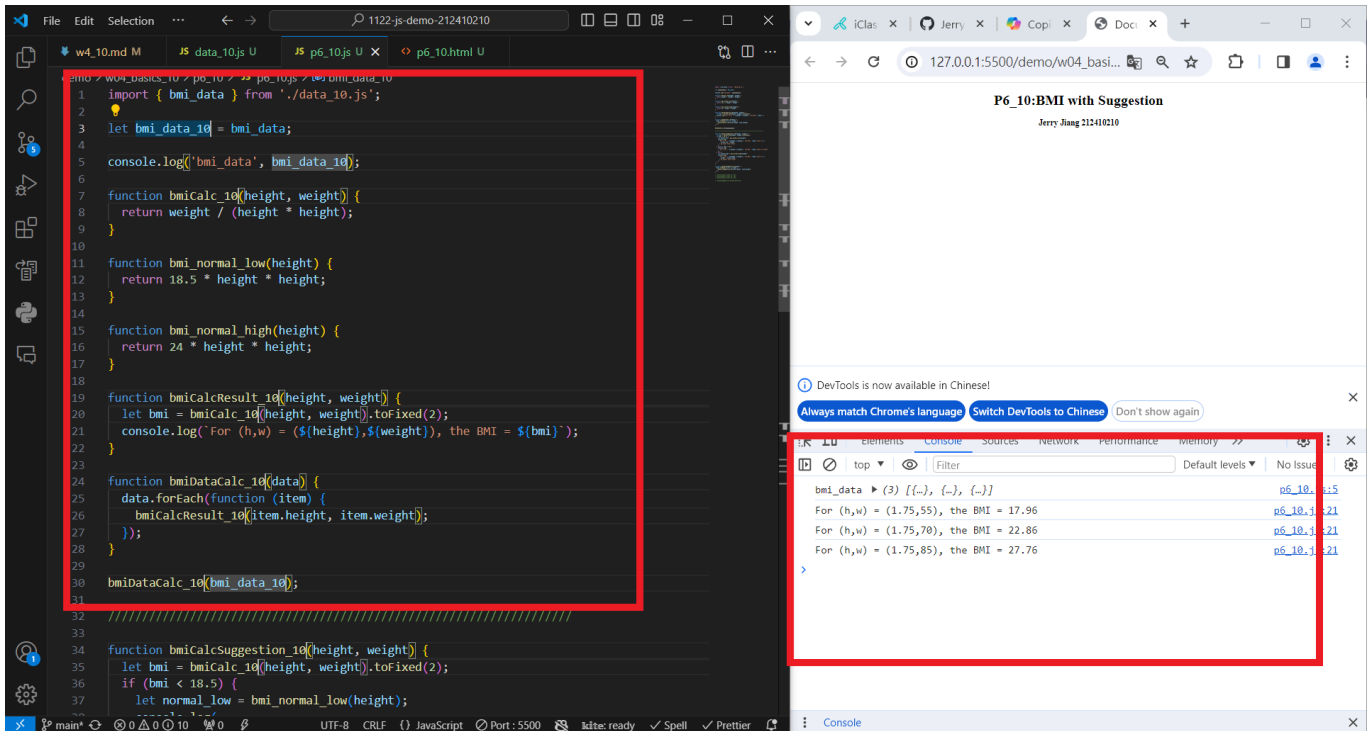 File Edit Selection ··· 1122-js-demo-212410210
w4_10.md M JS data_10.js U JS p6_10.js U p6_10.html U
1 import { bmi_data } from './data_10.js';
2
3 let bmi_data_10 = bmi_data;
4
5 console.log('bmi_data', bmi_data_10);
6
7 function bmiCalc_10(height, weight) {
8 return weight / (height * height);
9 }
10
11 function bmi_normal_low(height) {
12 return 18.5 * height * height;
13 }
14
15 function bmi_normal_high(height) {
16 return 24 * height * height;
17 }
18
19 function bmiCalcResult_10(height, weight) {
20 let bmi = bmiCalc_10(height, weight).toFixed(2);
21 console.log(`For (h,w) = (${height},${weight}), the BMI = ${bmi}`);
22 }
23
24 function bmiDataCalc_10(data) {
25 data.forEach(function (item) {
26 bmiCalcResult_10(item.height, item.weight);
27 });
28 }
29
30 bmiDataCalc_10(bmi_data_10);
31
32 ////////////////////////////////////////////////////////////////////
33
34 function bmiCalcSuggestion_10(height, weight) {
35 let bmi = bmiCalc_10(height, weight).toFixed(2);
36 if (bmi < 18.5) {
37 let normal_low = bmi_normal_low(height);
5
1
main* 0 0 10 0 UTF-8 CRLF {} JavaScript Port : 5500 kite: ready Spell Prettier
iClas Jerry Copi Docu
127.0.0.1:5500/demo/w04_basi...
P6_10:BMI with Suggestion
Jerry Jiang 212410210
DevTools is now available in Chinese!
Always match Chrome's language Switch DevTools to Chinese Don't show again
Elements Console Sources Network Performance Memory
top Filter Default levels No Issue
bmi_data (3) [{…}, {…}, {…}] p6_10.js:5
For (h,w) = (1.75,55), the BMI = 17.96 p6_10.js:21
For (h,w) = (1.75,70), the BMI = 22.86 p6_10.js:21
For (h,w) = (1.75,85), the BMI = 27.76 p6_10.js:21
Console